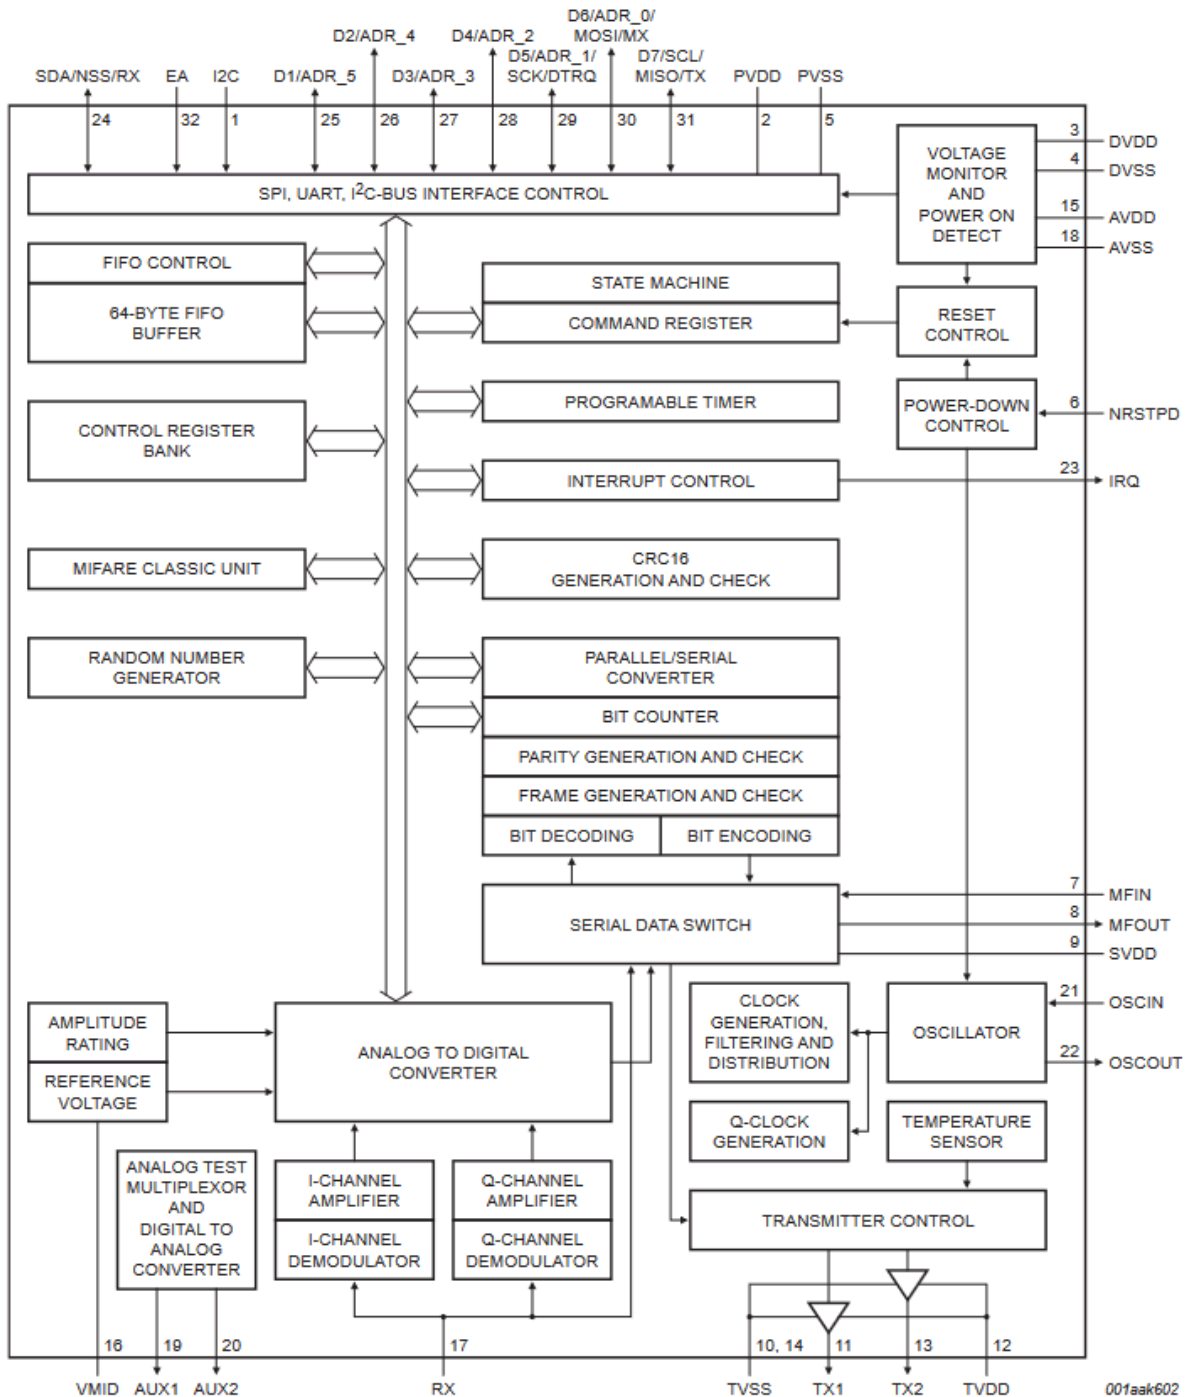 D6/ADR_0/
D2/ADR_4 D4/ADR_2 MOSI/MX
D5/ADR_1/ D7/SCL/
SDA/NSS/RX EA I2C D1/ADR_5 D3/ADR_3 SCK/DTRQ MISO/TX PVDD PVSS
24 32 1 25 26 27 28 29 30 31 2 5
SPI, UART, I2C-BUS INTERFACE CONTROL
VOLTAGE
MONITOR
AND
POWER ON
DETECT
3 DVDD
4 DVSS
15 AVDD
18 AVSS
FIFO CONTROL
64-BYTE FIFO
BUFFER
STATE MACHINE
COMMAND REGISTER
RESET
CONTROL
CONTROL REGISTER
BANK
PROGRAMABLE TIMER
POWER-DOWN
CONTROL
6 NRSTPD
INTERRUPT CONTROL
23 IRQ
MIFARE CLASSIC UNIT
CRC16
GENERATION AND CHECK
RANDOM NUMBER
GENERATOR
PARALLEL/SERIAL
CONVERTER
BIT COUNTER
PARITY GENERATION AND CHECK
FRAME GENERATION AND CHECK
BIT DECODING BIT ENCODING
SERIAL DATA SWITCH
7 MFIN
8 MFOUT
9 SVDD
AMPLITUDE
RATING
REFERENCE
VOLTAGE
ANALOG TO DIGITAL
CONVERTER
CLOCK
GENERATION,
FILTERING AND
DISTRIBUTION
OSCILLATOR
21 OSCIN
22 OSCOUT
Q-CLOCK
GENERATION
TEMPERATURE
SENSOR
ANALOG TEST
MULTIPLEXOR
AND
DIGITAL TO
ANALOG
CONVERTER
I-CHANNEL
AMPLIFIER
I-CHANNEL
DEMODULATOR
Q-CHANNEL
AMPLIFIER
Q-CHANNEL
DEMODULATOR
TRANSMITTER CONTROL
16 19 20 17 10, 14 11 13 12
VMID AUX1 AUX2 RX TVSS TX1 TX2 TVDD
001aak602